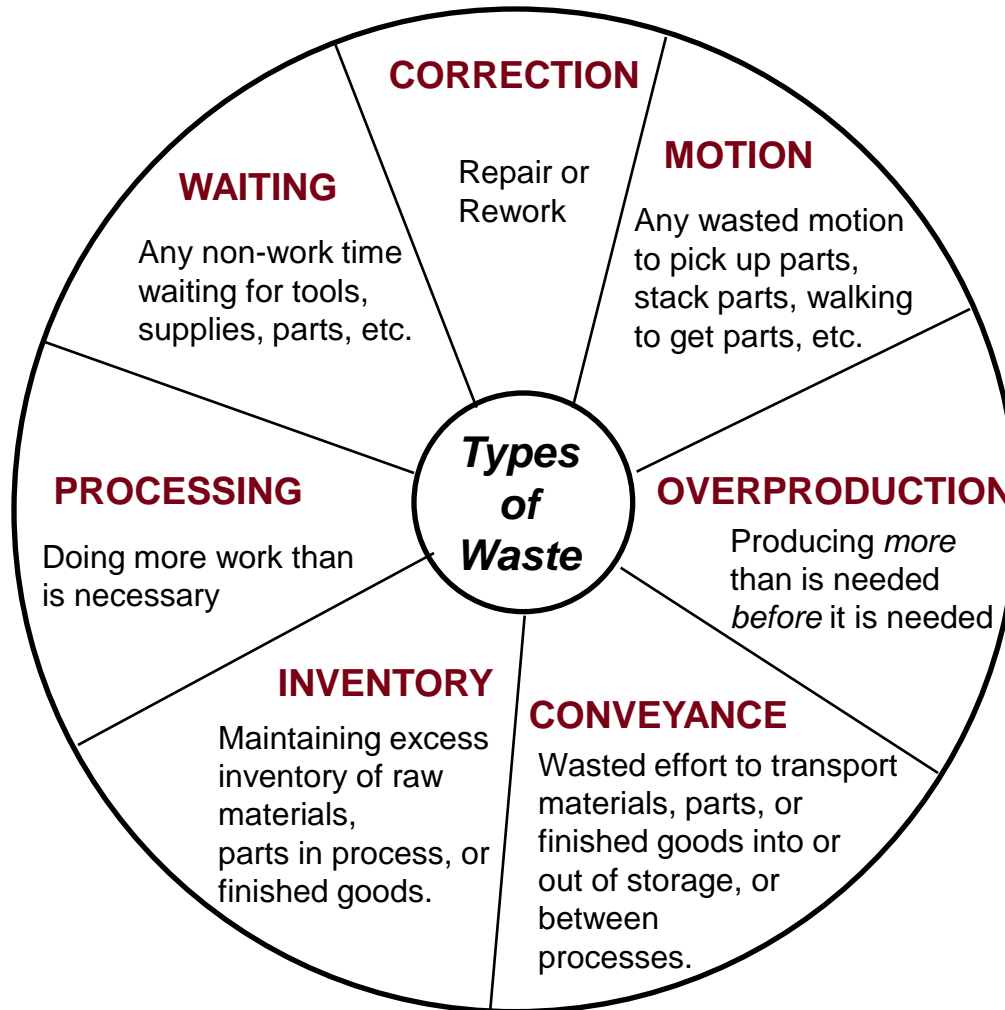 CORRECTION
Repair or
Rework
MOTION
Any wasted motion
to pick up parts,
stack parts, walking
to get parts, etc.
OVERPRODUCTION
Producing more
than is needed
before it is needed
CONVEYANCE
Wasted effort to transport
materials, parts, or
finished goods into or
out of storage, or
between
processes.
INVENTORY
Maintaining excess
inventory of raw
materials,
parts in process, or
finished goods.
PROCESSING
Doing more work than
is necessary
WAITING
Any non-work time
waiting for tools,
supplies, parts, etc.
Types
of
Waste